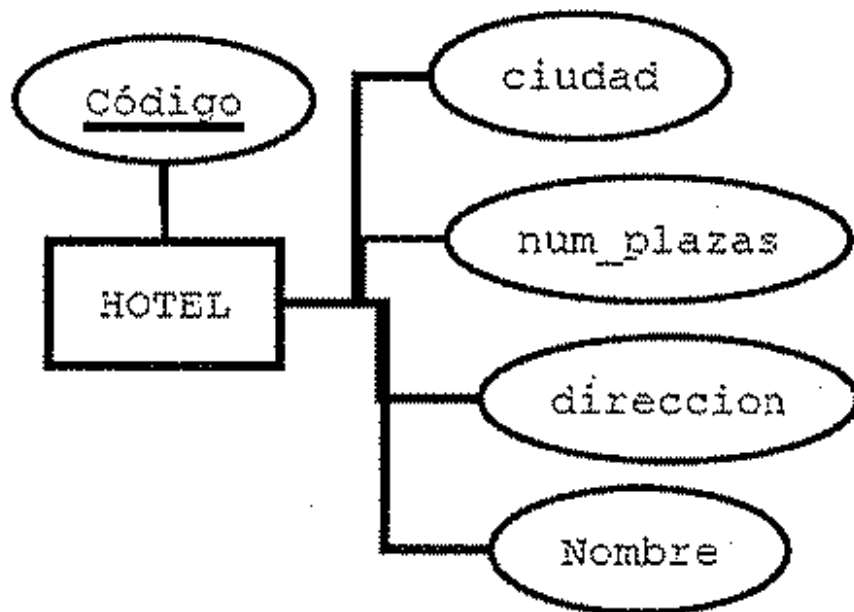 Código
HOTEL
ciudad
num_plazas
direccion
Nombre